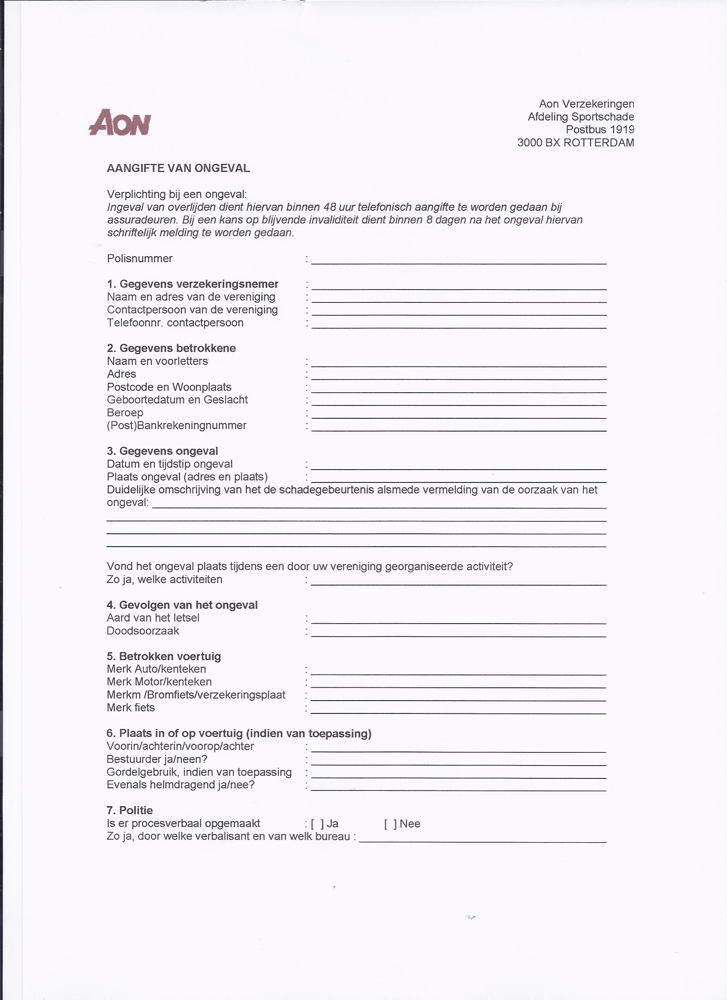 AON
Aon Verzekeringen
Afdeling Sportschade
Postbus 1919
3000 BX ROTTERDAM
AANGIFTE VAN ONGEVAL
Verplichting bij een ongeval:
Ingeval van overlijden dient hiervan binnen 48 uur telefonisch aangifte te worden gedaan bij
assuradeuren. Bij een kans op blijvende invaliditeit dient binnen 8 dagen na het ongeval hiervan
schriftelijk melding te worden gedaan.
Polisnummer :
1. Gegevens verzekeringsnemer :
Naam en adres van de vereniging :
Contactpersoon van de vereniging :
Telefoonnr. contactpersoon :
2. Gegevens betrokkene
Naam en voorletters :
Adres :
Postcode en Woonplaats :
Geboortedatum en Geslacht :
Beroep :
(Post)Bankrekeningnummer :
3. Gegevens ongeval
Datum en tijdstip ongeval :
Plaats ongeval (adres en plaats) :
Duidelijke omschrijving van het de schadegebeurtenis alsmede vermelding van de oorzaak van het
ongeval:
Vond het ongeval plaats tijdens een door uw vereniging georganiseerde activiteit?
Zo ja, welke activiteiten :
4. Gevolgen van het ongeval
Aard van het letsel :
Doodsoorzaak :
5. Betrokken voertuig
Merk Auto/kenteken :
Merk Motor/kenteken :
Merkm /Bromfiets/verzekeringsplaat :
Merk fiets :
6. Plaats in of op voertuig (indien van toepassing)
Voorin/achterin/voorop/achter :
Bestuurder ja/neen? :
Gordelgebruik, indien van toepassing :
Evenals helmdragend ja/nee? :
7. Politie
Is er procesverbaal opgemaakt : [ ] Ja [ ] Nee
Zo ja, door welke verbalisant en van welk bureau :